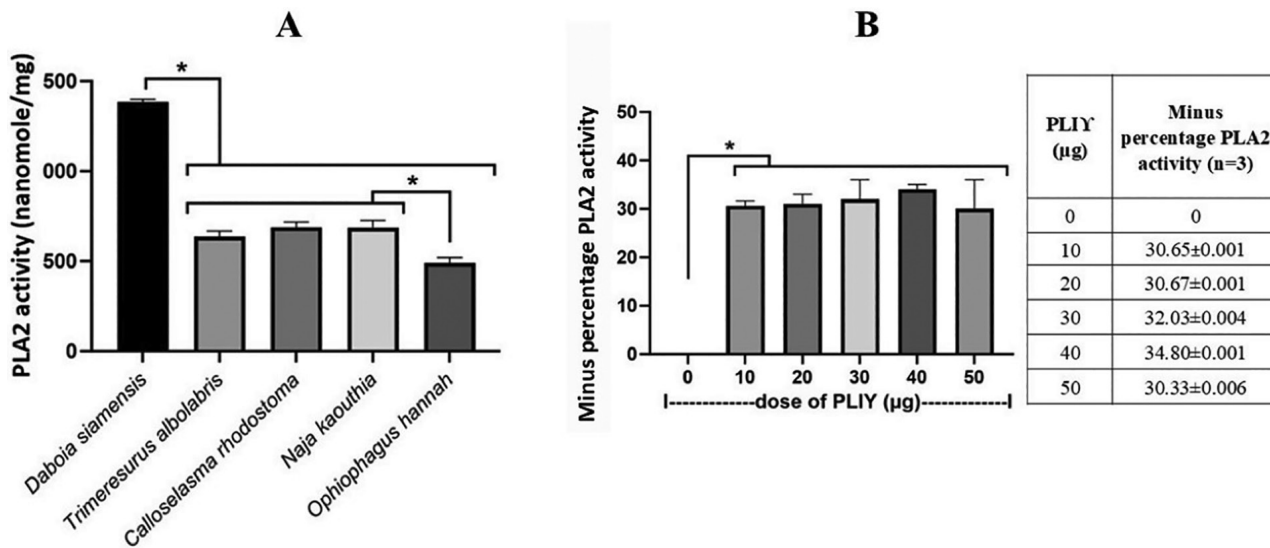 A
B
PLA2 activity (nanomole/mg)
500
000
500
0
*
*
Daboia siamensis
Trimeresurus albolabris
Calloselasma rhodostoma
Naja kaouthia
Ophiophagus hannah
Minus percentage PLA2 activity
50
40
30
20
10
0
*
0 10 20 30 40 50
I------------dose of PLIY (µg)------------I
PLIϒ
(µg)
Minus
percentage PLA2
activity (n=3)
0 0
10 30.65±0.001
20 30.67±0.001
30 32.03±0.004
40 34.80±0.001
50 30.33±0.006